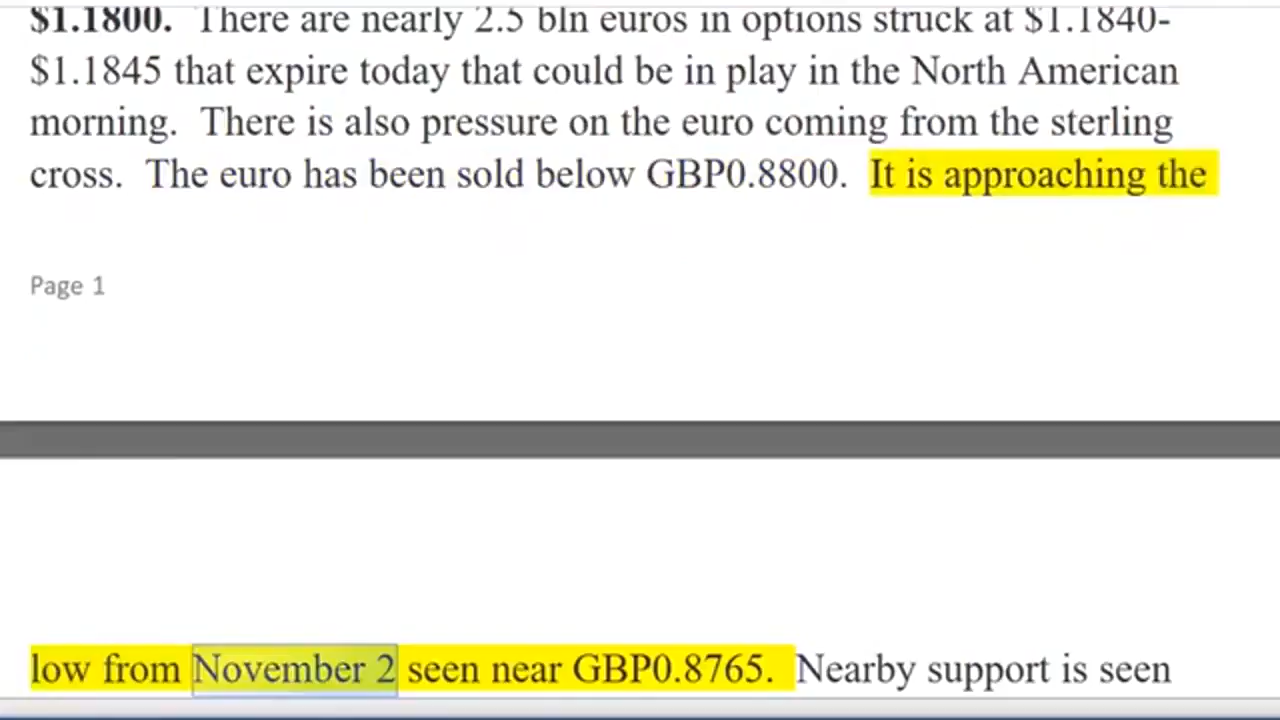 $1.1800.  There are nearly 2.5 bln euros in options struck at $1.1840-
$1.1845 that expire today that could be in play in the North American
morning.  There is also pressure on the euro coming from the sterling
cross.  The euro has been sold below GBP0.8800.  It is approaching the
Page 1
low from November 2 seen near GBP0.8765.  Nearby support is seen